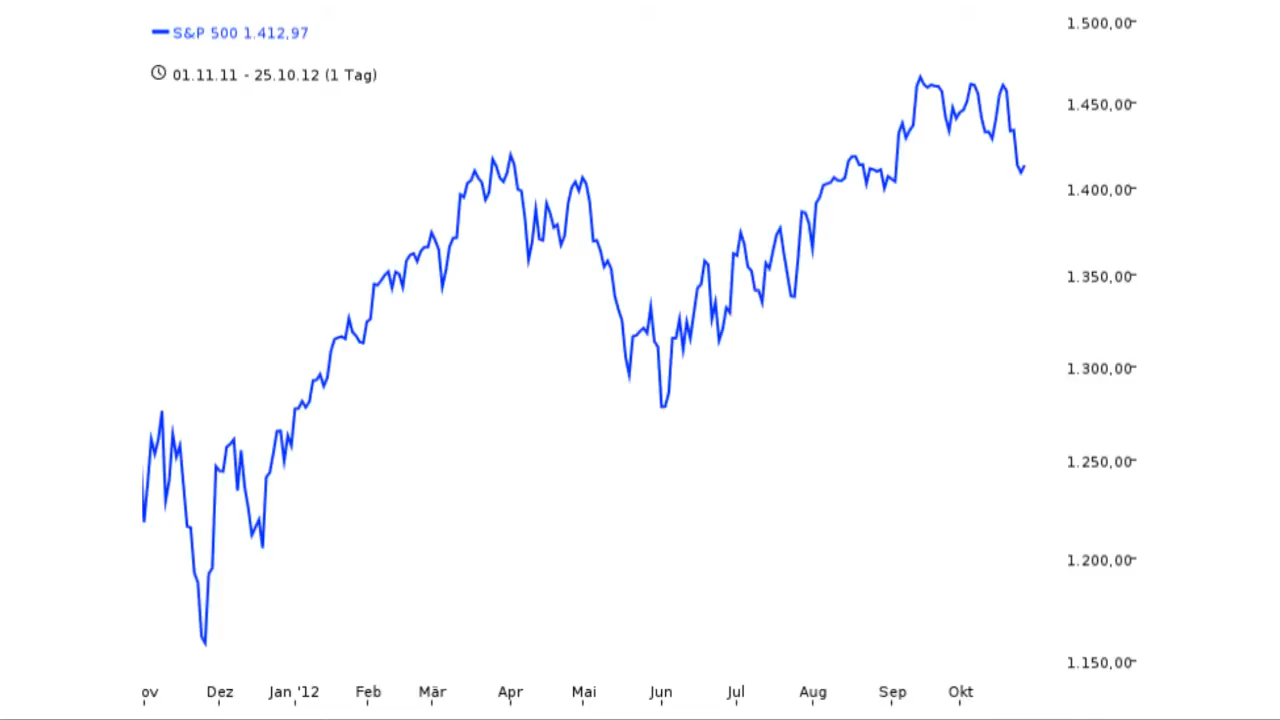 S&P 500 1.412,97
01.11.11 - 25.10.12 (1 Tag)
1.500,00
1.450,00
1.400,00
1.350,00
1.300,00
1.250,00
1.200,00
1.150,00
ov Dez Jan '12 Feb Mär Apr Mai Jun Jul Aug Sep Okt